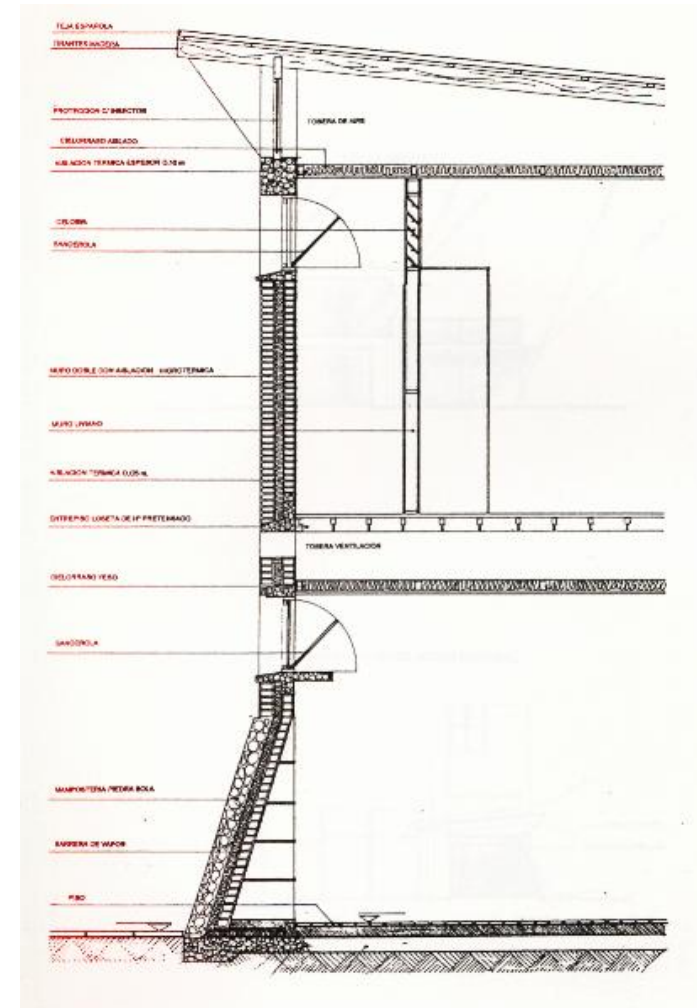 TEJA ESPAÑOLA
TIRANTES MADERA
PROTECCION C/ INSECTOS
TOBERA DE AIRE
CIELORRASO AISLADO
AISLACION TERMICA ESPESOR 0.10 m
CELOSIA
BANDEROLA
MURO DOBLE CON AISLACION HIGROTERMICA
MURO LIVIANO
AISLACION TERMICA 0,05 m.
ENTREPISO LOSETA DE Hº PRETENSADO
TOBERA VENTILACION
CIELORRASO YESO
BANDEROLA
MAMPOSTERIA PIEDRA BOLA
BARRERA DE VAPOR
PISO